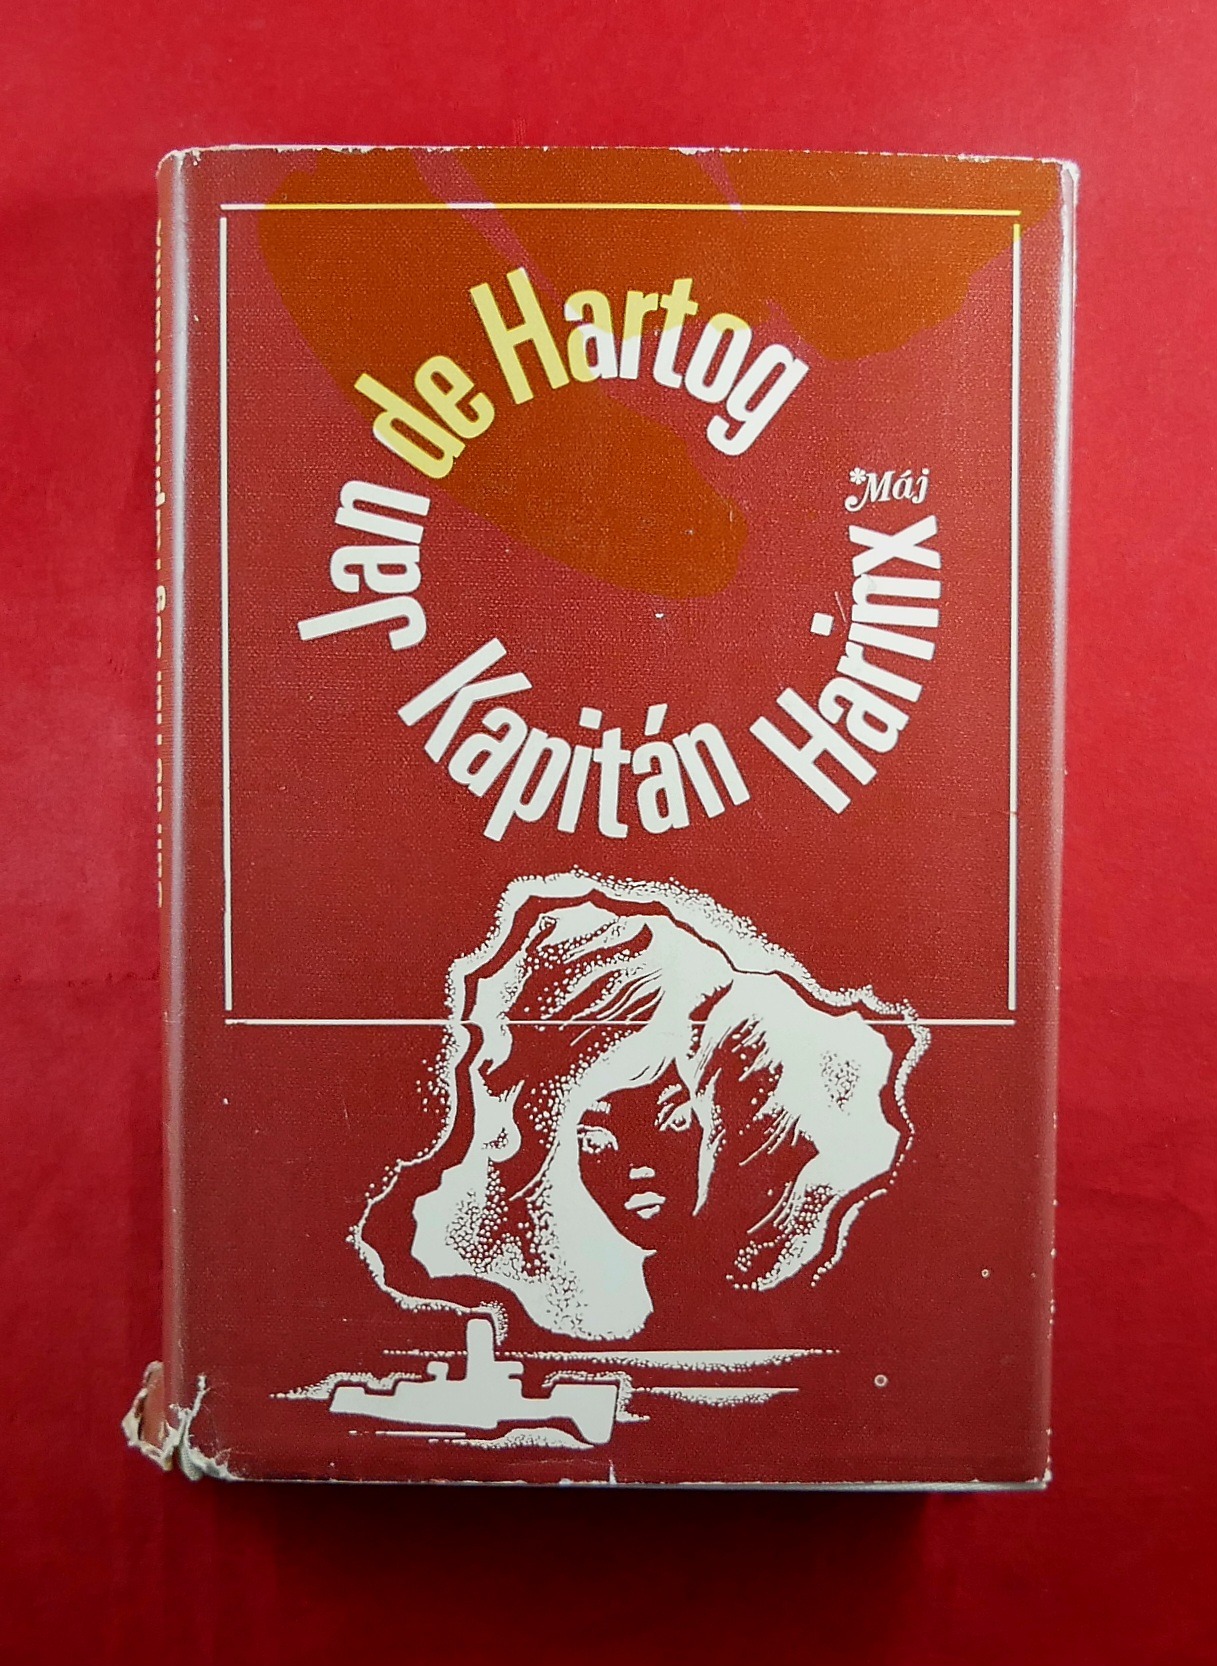 Jan de Hartog
Kapitán Harinx
*Máj